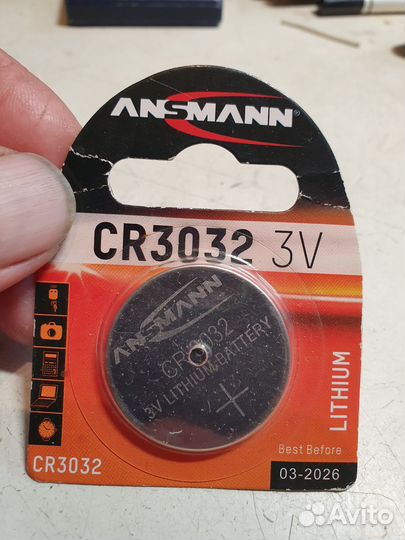 ANSMANN
CR3032 3V
ANSMANN
CR3032
3V LITHIUM-BATTERY
+
LITHIUM
Best Before
CR3032
03-2026
Avito